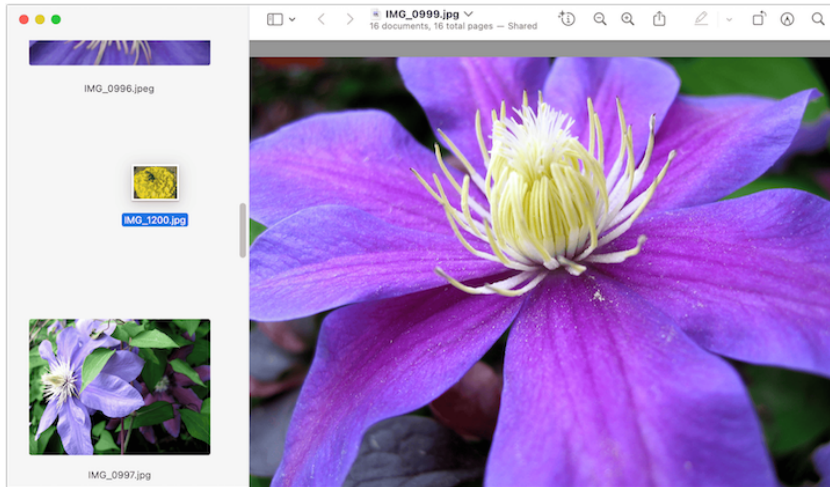 IMG_0999.jpg
16 documents, 16 total pages — Shared
IMG_0996.jpeg
IMG_1200.jpg
IMG_0997.jpg